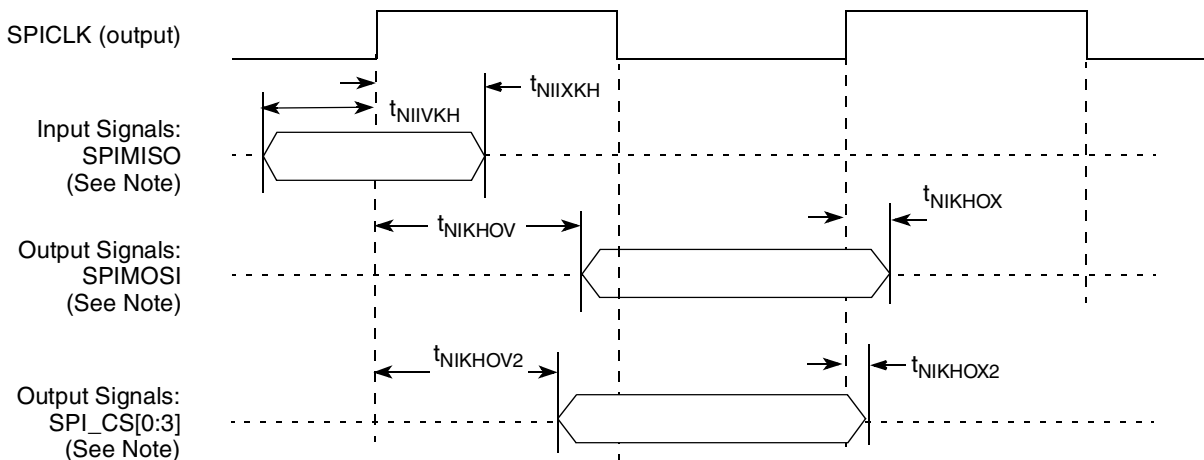 SPICLK (output)
tNIIXKH
tNIIVKH
Input Signals:
SPIMISO
(See Note)
tNIKHOX
tNIKHOV
Output Signals:
SPIMOSI
(See Note)
tNIKHOV2
tNIKHOX2
Output Signals:
SPI_CS[0:3]
(See Note)